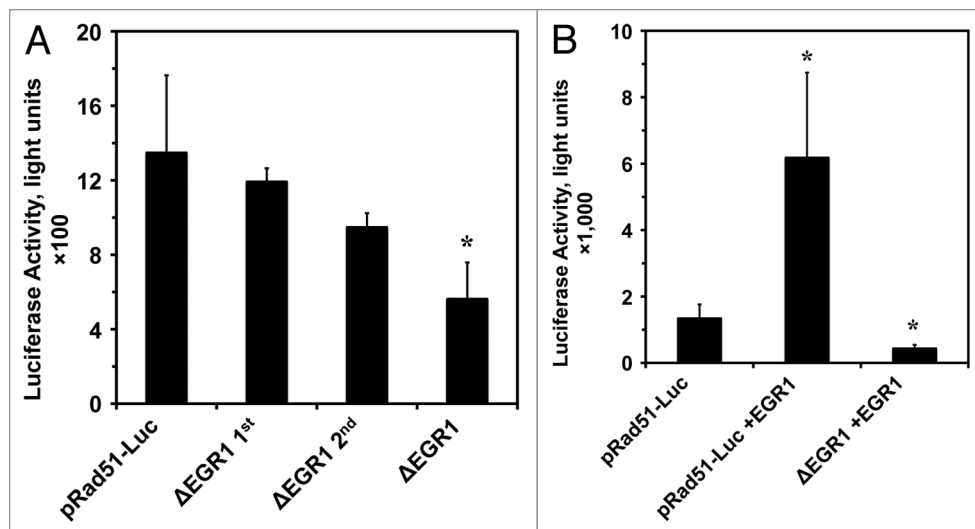 A
Luciferase Activity, light units
×100
20
16
12
8
4
0
*
pRad51-Luc
ΔEGR1 1st
ΔEGR1 2nd
ΔEGR1
B
Luciferase Activity, light units
×1,000
10
8
6
4
2
0
*
*
pRad51-Luc
pRad51-Luc +EGR1
ΔEGR1 +EGR1